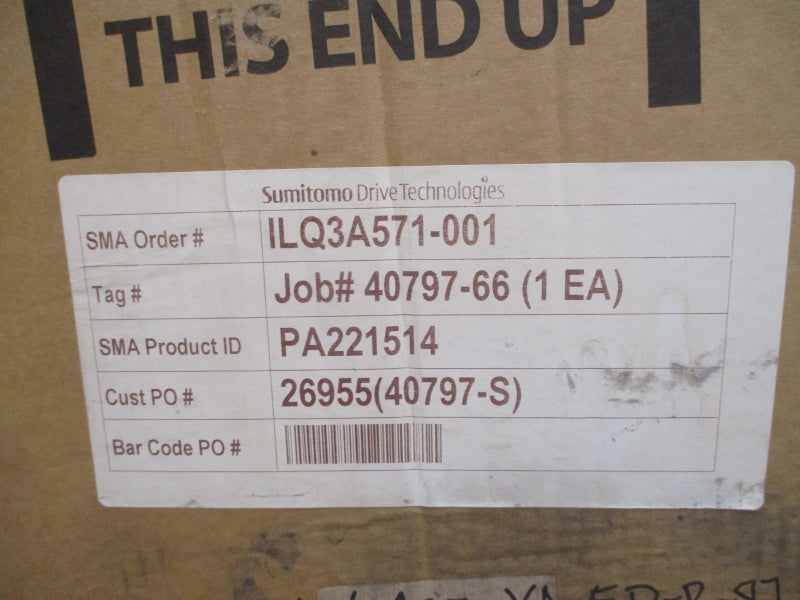 THIS END UP
Sumitomo Drive Technologies
SMA Order # ILQ3A571-001
Tag # Job# 40797-66 (1 EA)
SMA Product ID PA221514
Cust PO # 26955(40797-S)
Bar Code PO #